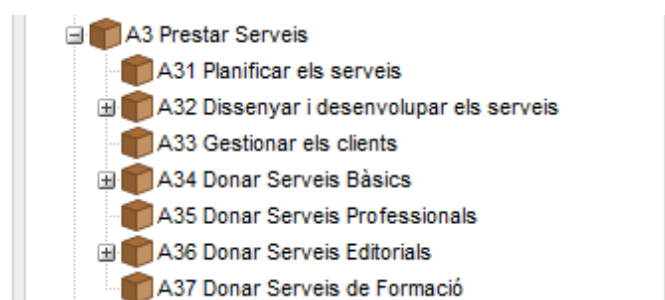 A3 Prestar Serveis
A31 Planificar els serveis
A32 Dissenyar i desenvolupar els serveis
A33 Gestionar els clients
A34 Donar Serveis Bàsics
A35 Donar Serveis Professionals
A36 Donar Serveis Editorials
A37 Donar Serveis de Formació